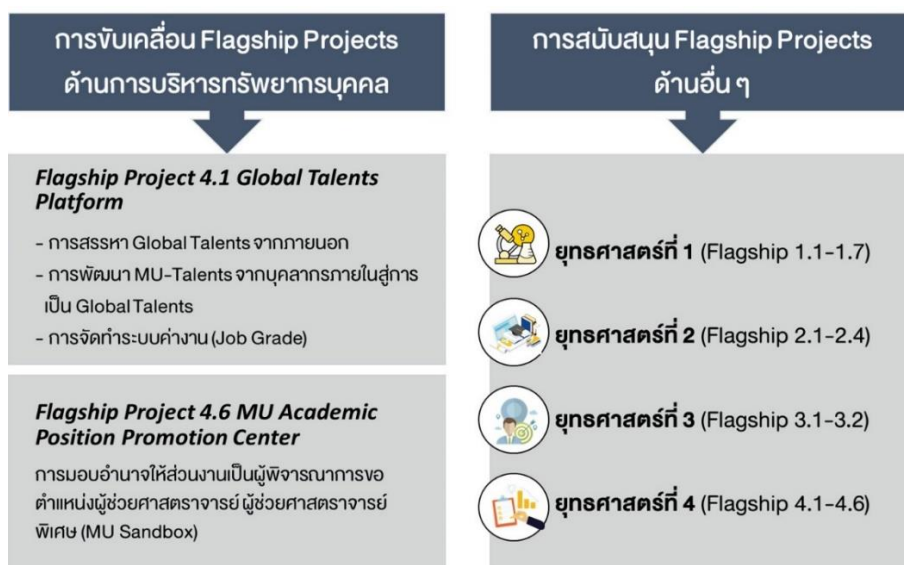 การขับเคลื่อน Flagship Projects
ด้านการบริหารทรัพยากรบุคคล
Flagship Project 4.1 Global Talents
Platform
- การสรรหา Global Talents จากภายนอก
- การพัฒนา MU-Talents จากบุคลากรภายในสู่การ
เป็น Global Talents
- การจัดทำระบบค่างาน (Job Grade)
Flagship Project 4.6 MU Academic
Position Promotion Center
การมอบอำนาจให้ส่วนงานเป็นผู้พิจารณาการขอ
ตำแหน่งผู้ช่วยศาสตราจารย์ ผู้ช่วยศาสตราจารย์
พิเศษ (MU Sandbox)
การสนับสนุน Flagship Projects
ด้านอื่น ๆ
ยุทธศาสตร์ที่ 1 (Flagship 1.1-1.7)
ยุทธศาสตร์ที่ 2 (Flagship 2.1-2.4)
ยุทธศาสตร์ที่ 3 (Flagship 3.1-3.2)
ยุทธศาสตร์ที่ 4 (Flagship 4.1-4.6)